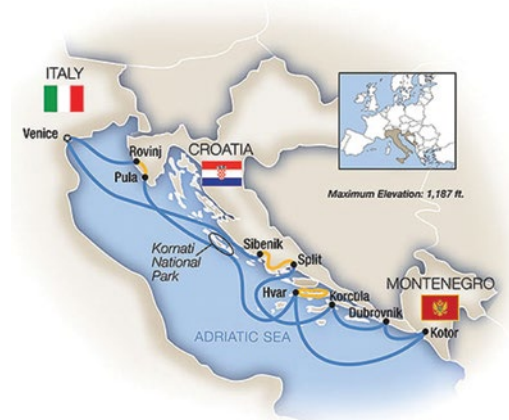 ITALY
Venice
Rovinj
CROATIA
Pula
Maximum Elevation: 1,187 ft.
Kornati
National
Park
Sibenik
Split
MONTENEGRO
Hvar
Korcula
Dubrovnik
ADRIATIC SEA
Kotor